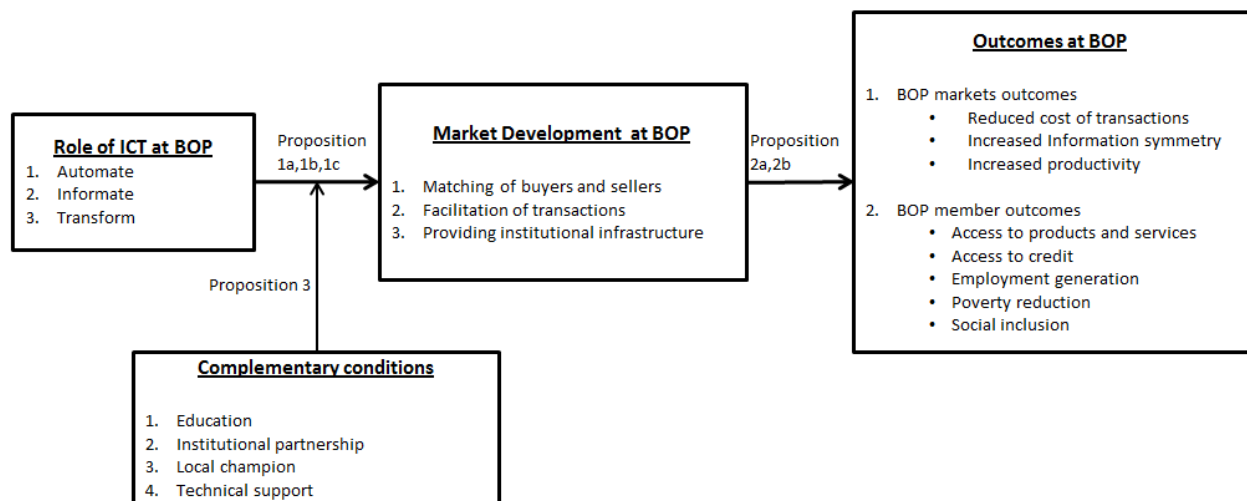 Role of ICT at BOP
1. Automate
2. Informate
3. Transform
Proposition
1a,1b,1c
Proposition 3
Complementary conditions
1. Education
2. Institutional partnership
3. Local champion
4. Technical support
Market Development at BOP
1. Matching of buyers and sellers
2. Facilitation of transactions
3. Providing institutional infrastructure
Proposition
2a,2b
Outcomes at BOP
1. BOP markets outcomes
• Reduced cost of transactions
• Increased Information symmetry
• Increased productivity
2. BOP member outcomes
• Access to products and services
• Access to credit
• Employment generation
• Poverty reduction
• Social inclusion